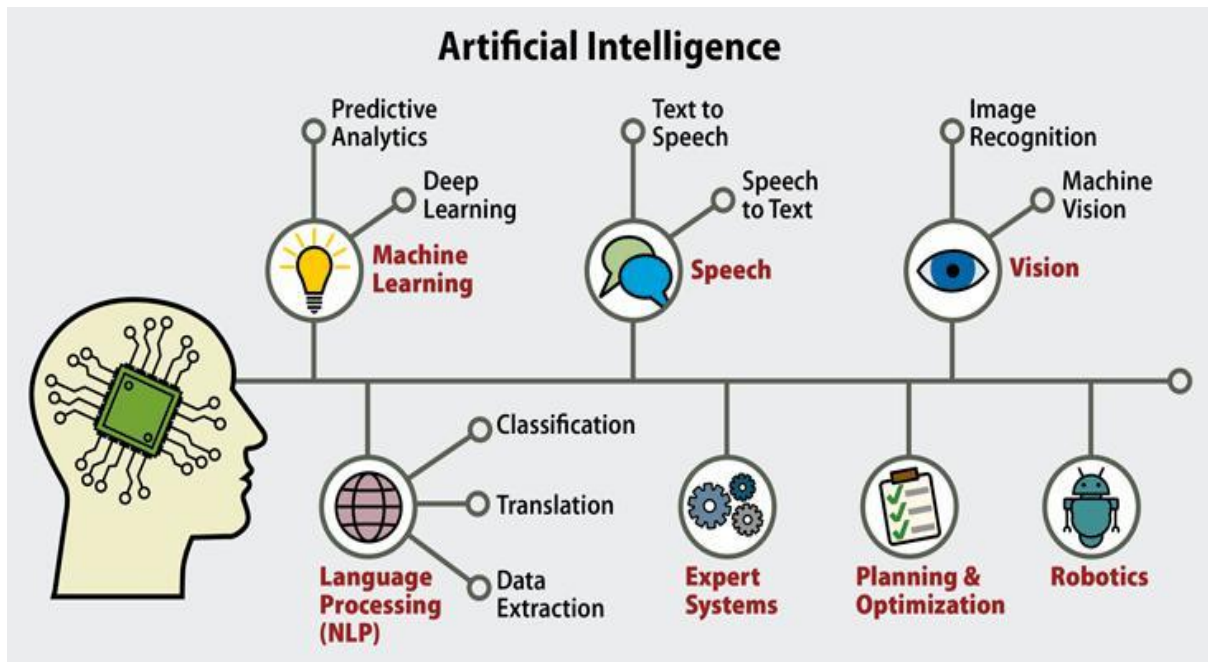 Artificial Intelligence
Predictive
Analytics
Deep
Learning
Machine
Learning
Text to
Speech
Speech
to Text
Speech
Image
Recognition
Machine
Vision
Vision
Classification
Translation
Data
Extraction
Language
Processing
(NLP)
Expert
Systems
Planning &
Optimization
Robotics